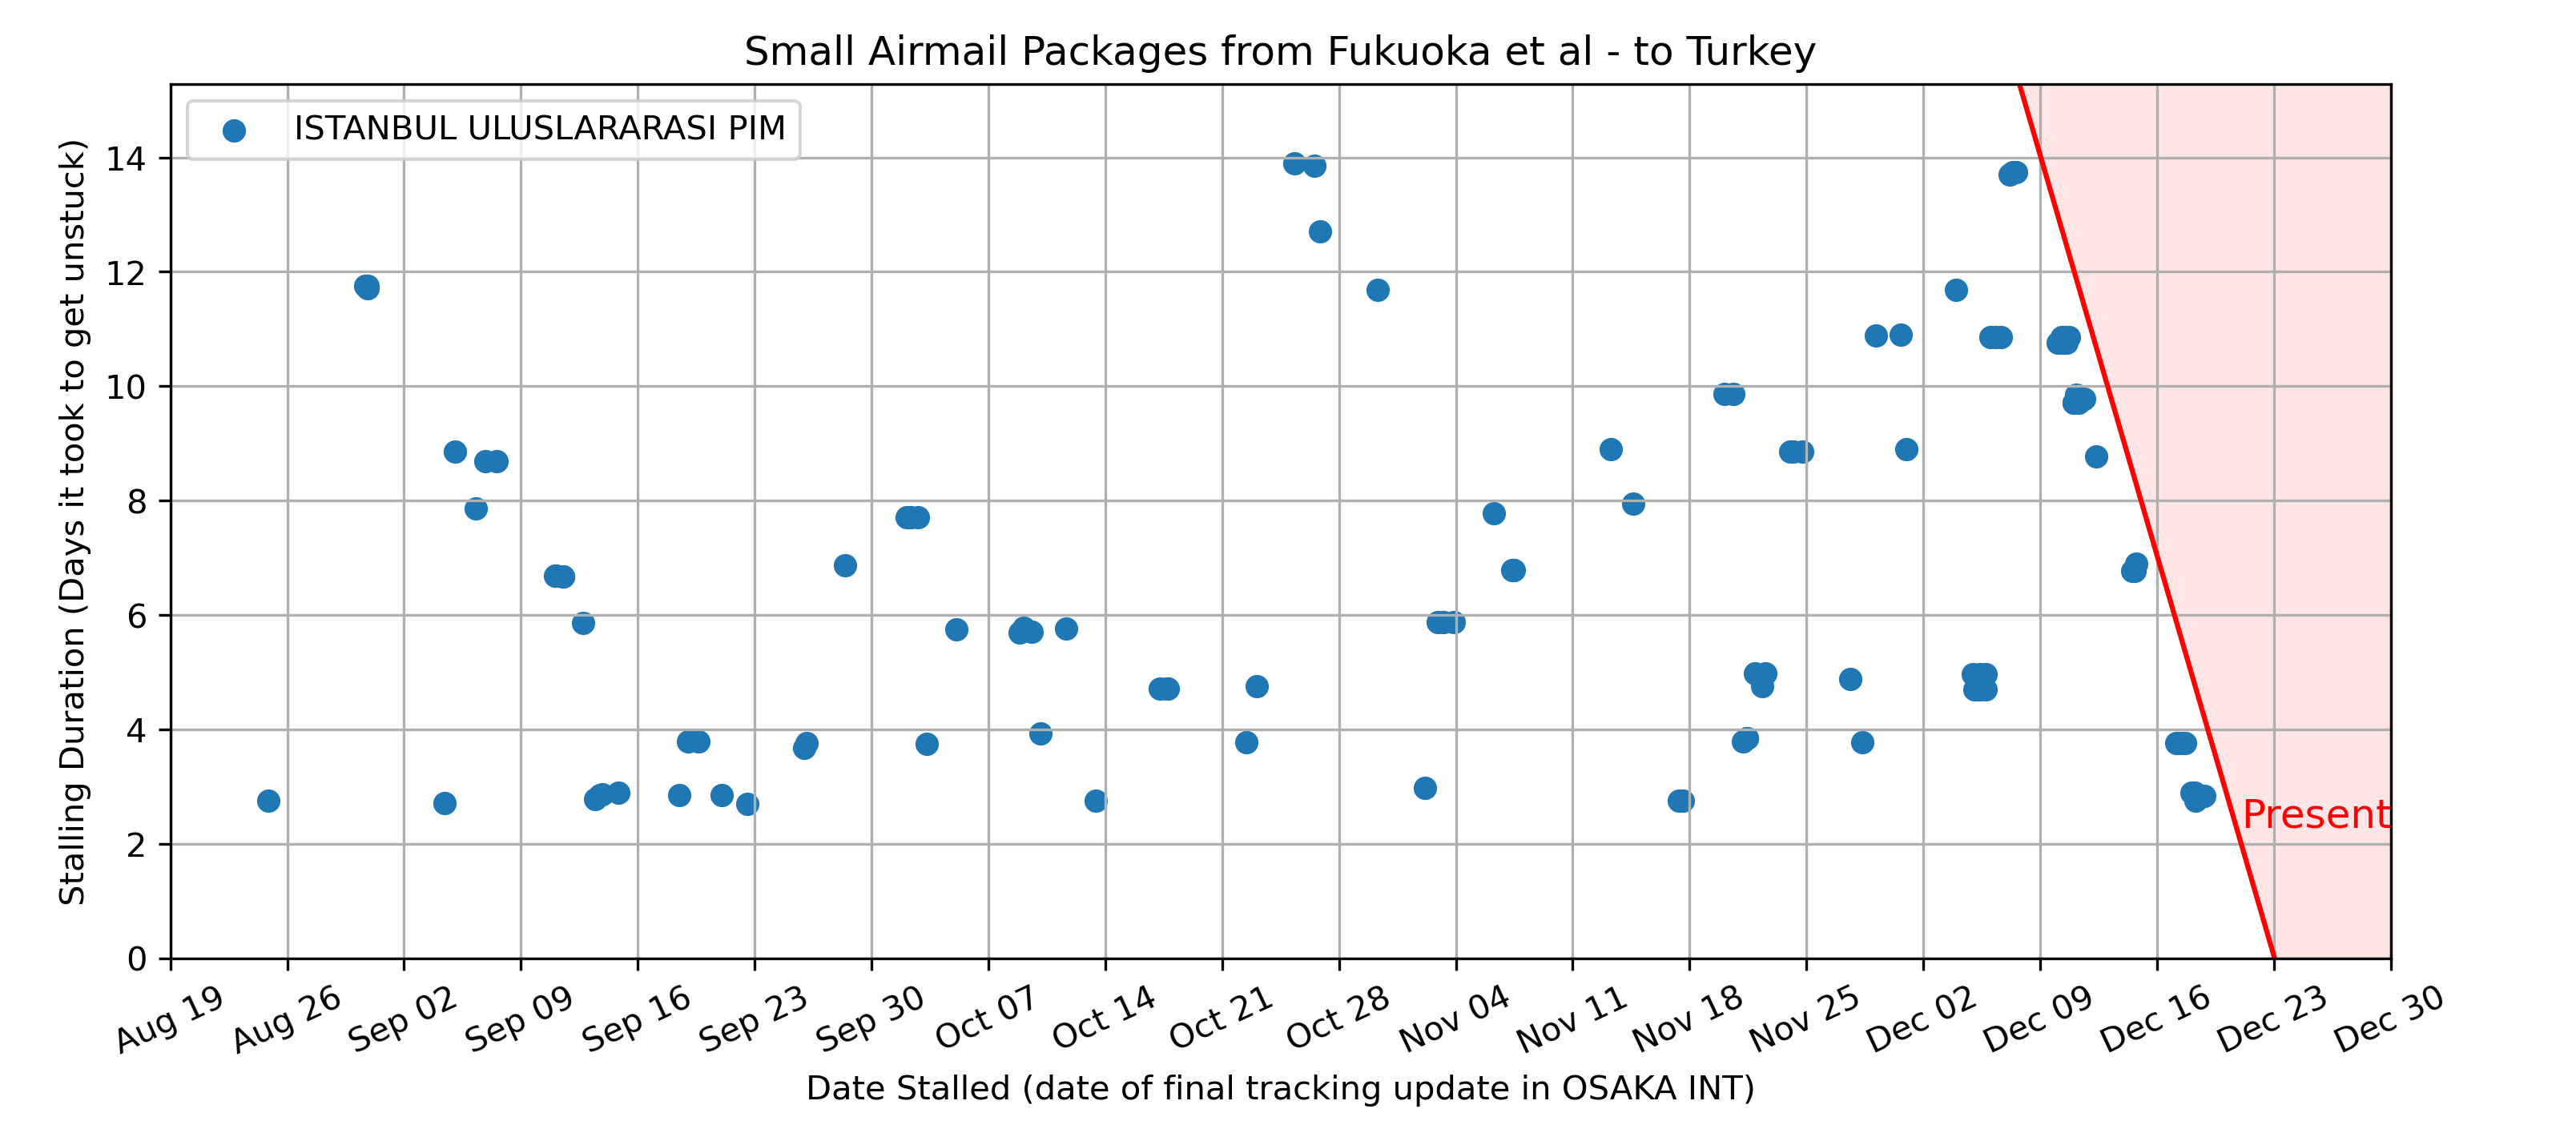 Small Airmail Packages from Fukuoka et al - to Turkey
ISTANBUL ULUSLARARASI PIM
Stalling Duration (Days it took to get unstuck)
14
12
10
8
6
4
2
0
Present
Aug 19
Aug 26
Sep 02
Sep 09
Sep 16
Sep 23
Sep 30
Oct 07
Oct 14
Oct 21
Oct 28
Nov 04
Nov 11
Nov 18
Nov 25
Dec 02
Dec 09
Dec 16
Dec 23
Dec 30
Date Stalled (date of final tracking update in OSAKA INT)